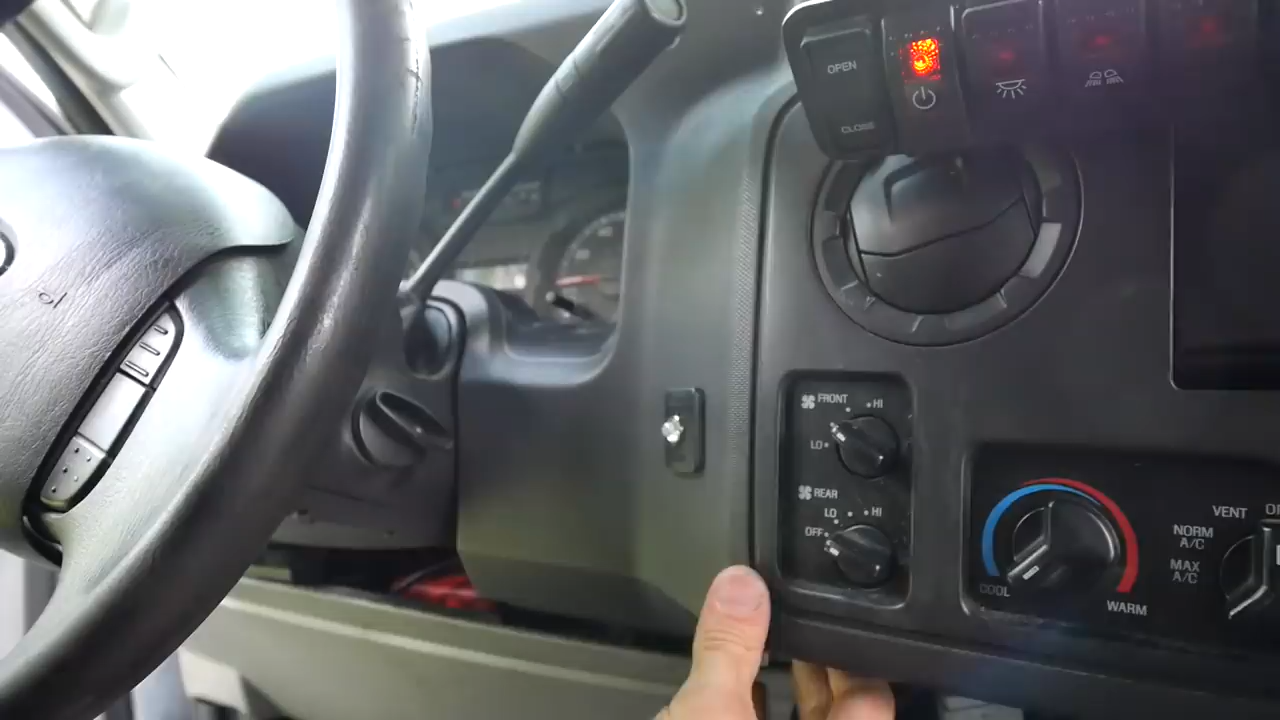 OPEN
CLOSE
FRONT
HI
LO
REAR
LO
HI
OFF
COOL
WARM
VENT
NORM
A/C
MAX
A/C